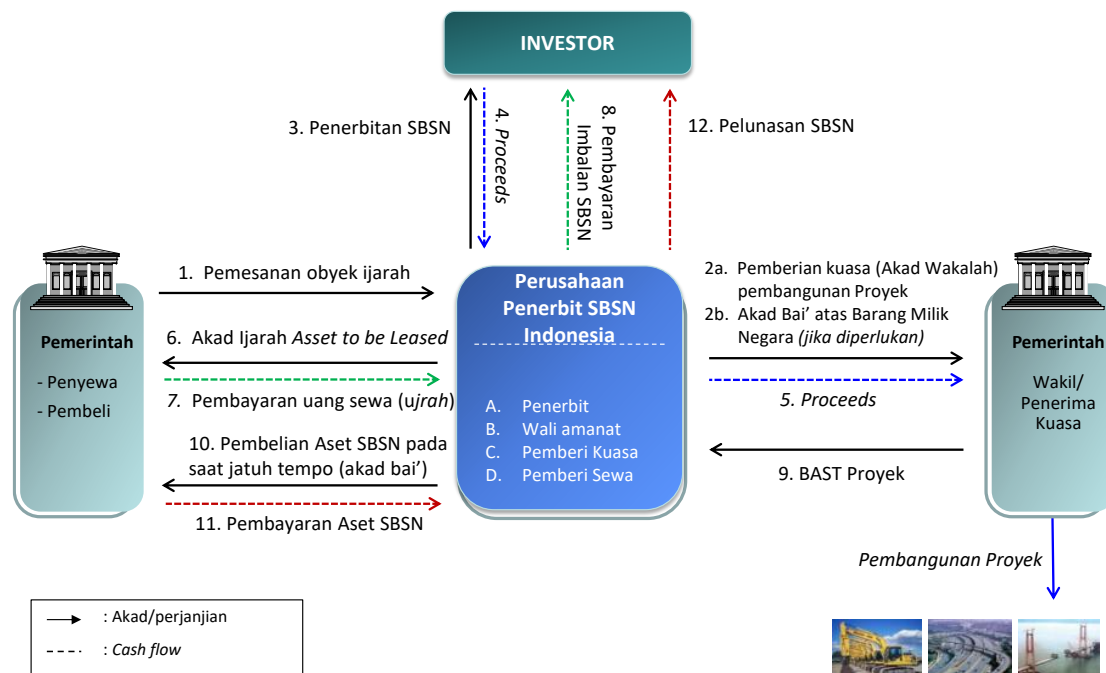 INVESTOR
3. Penerbitan SBSN
4. Proceeds
8. Pembayaran
Imbalan SBSN
12. Pelunasan SBSN
Pemerintah
- Penyewa
- Pembeli
1. Pemesanan obyek ijarah
6. Akad Ijarah Asset to be Leased
7. Pembayaran uang sewa (ujrah)
10. Pembelian Aset SBSN pada
saat jatuh tempo (akad bai’)
11. Pembayaran Aset SBSN
Perusahaan
Penerbit SBSN
Indonesia
A. Penerbit
B. Wali amanat
C. Pemberi Kuasa
D. Pemberi Sewa
2a. Pemberian kuasa (Akad Wakalah)
pembangunan Proyek
2b. Akad Bai’ atas Barang Milik
Negara (jika diperlukan)
5. Proceeds
9. BAST Proyek
Pemerintah
Wakil/
Penerima
Kuasa
Pembangunan Proyek
: Akad/perjanjian
: Cash flow